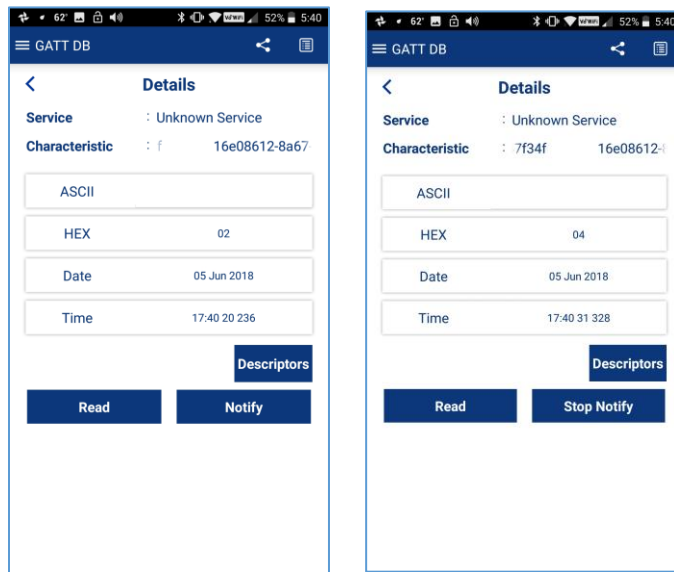 62° 52% 5:40
GATT DB
Details
Service : Unknown Service
Characteristic : f 16e08612-8a67-
ASCII
HEX 02
Date 05 Jun 2018
Time 17:40 20 236
Descriptors
Read Notify
62° 52% 5:40
GATT DB
Details
Service : Unknown Service
Characteristic : 7f34f 16e08612-
ASCII
HEX 04
Date 05 Jun 2018
Time 17:40 31 328
Descriptors
Read Stop Notify